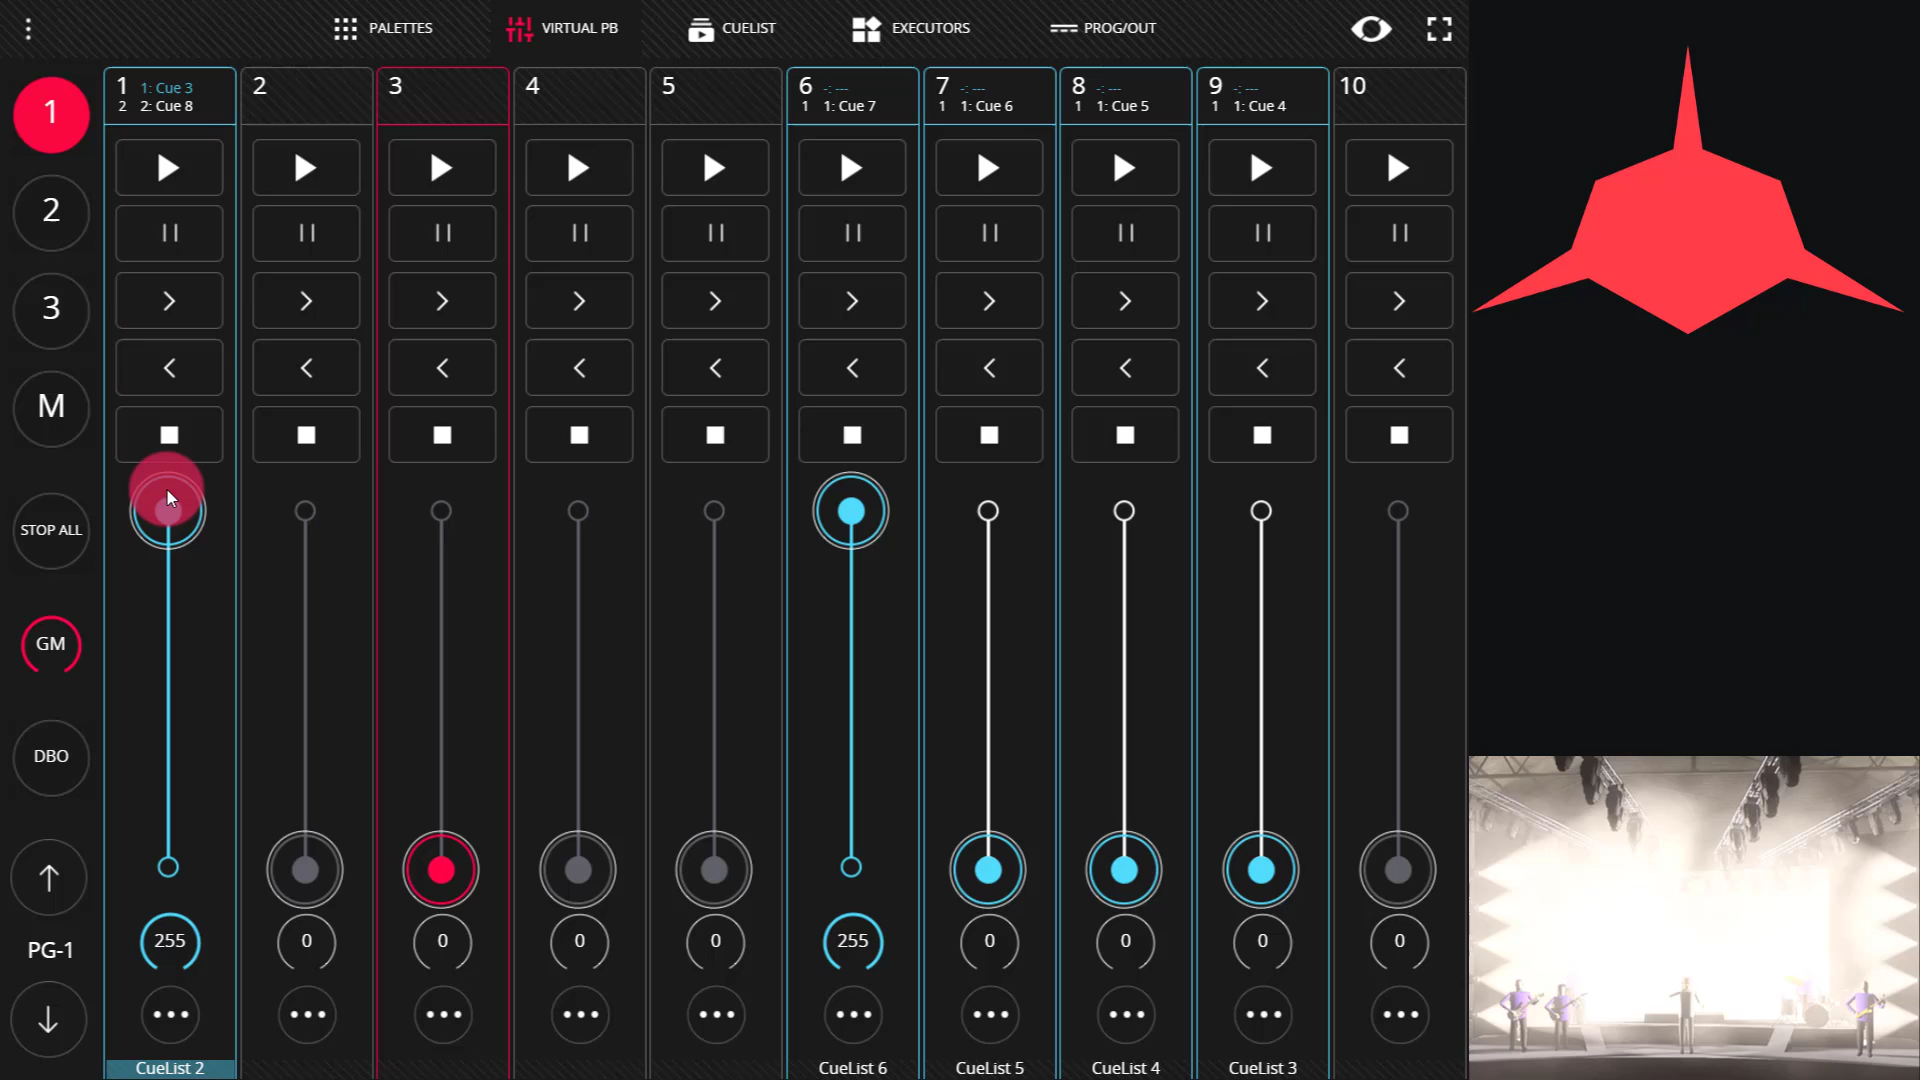 PALETTES
VIRTUAL PB
CUELIST
EXECUTORS
PROG/OUT
1 1: Cue 3
2 2: Cue 8
2
3
4
5
6 -: ---
1 1: Cue 7
7 -: ---
1 1: Cue 6
8 -: ---
1 1: Cue 5
9 -: ---
1 1: Cue 4
10
1
2
3
M
STOP ALL
GM
DBO
PG-1
255
0
0
0
0
255
0
0
0
0
CueList 2
CueList 6
CueList 5
CueList 4
CueList 3